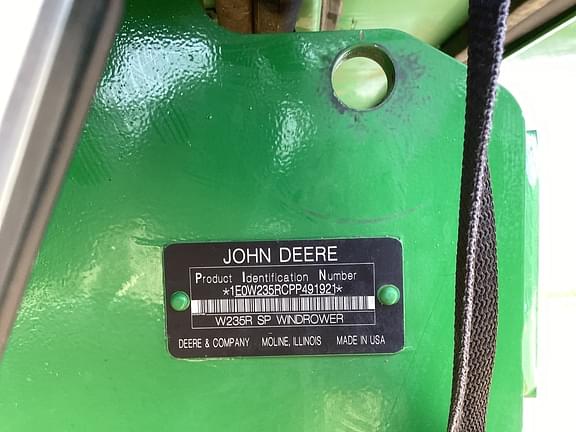 JOHN DEERE
Product Identification Number
*1E0W235RCPP491921*
W235R SP WINDROWER
DEERE & COMPANY MOLINE, ILLINOIS MADE IN USA